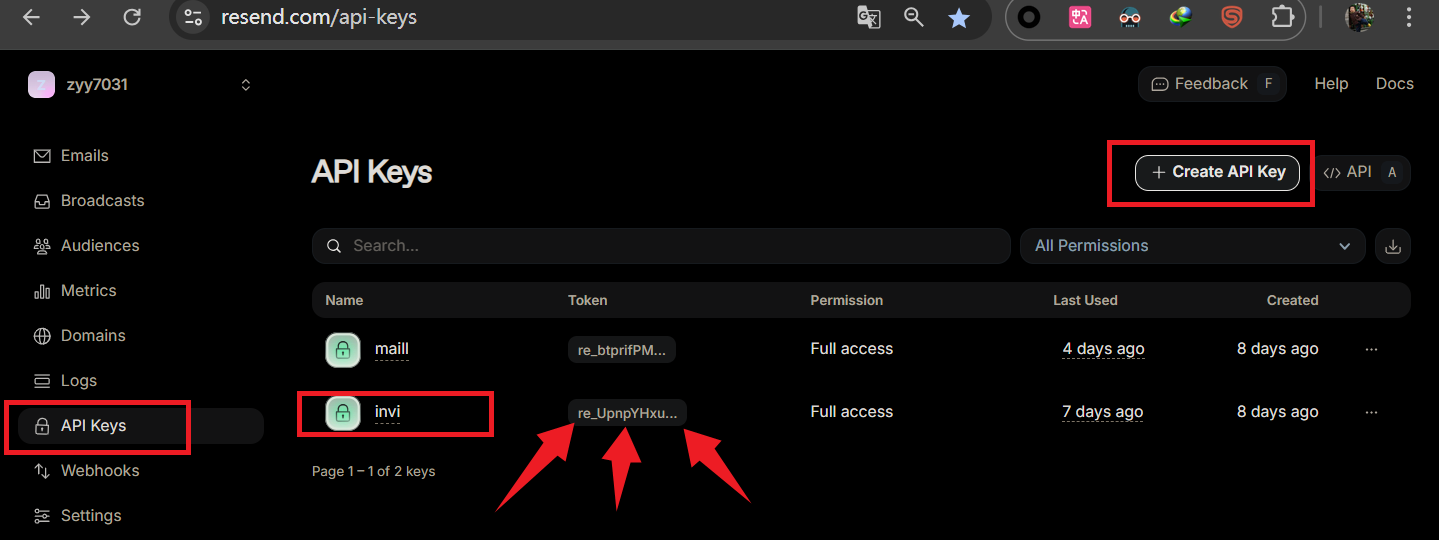 resend.com/api-keys
Z zyy7031
Feedback F Help Docs
Emails
Broadcasts
Audiences
Metrics
Domains
Logs
API Keys
Webhooks
Settings
API Keys
+ Create API Key
</> API A
Search...
All Permissions
Name Token Permission Last Used Created
maill re_btprifPM... Full access 4 days ago 8 days ago ...
invi re_UpnpYHxu... Full access 7 days ago 8 days ago ...
Page 1 – 1 of 2 keys